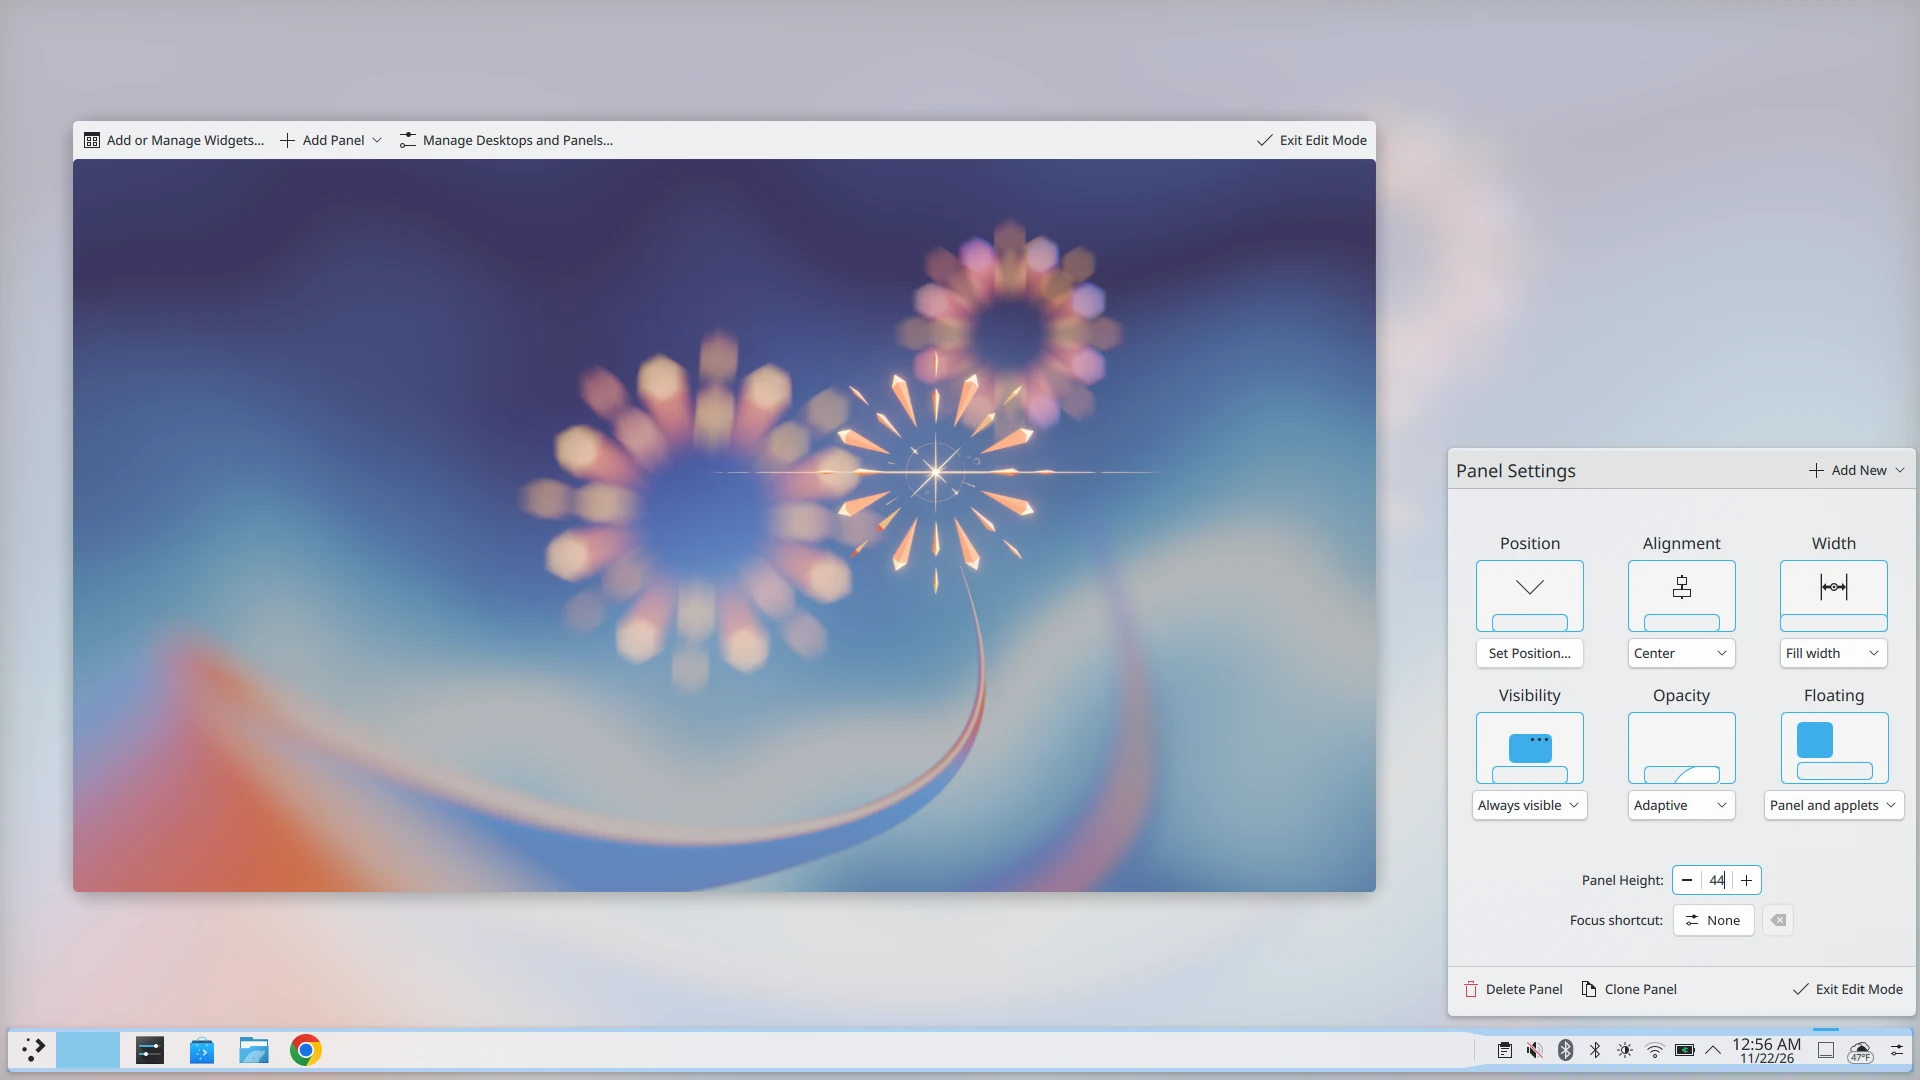 Add or Manage Widgets...
Add Panel
Manage Desktops and Panels...
Exit Edit Mode
Panel Settings
Add New
Position
Alignment
Width
Set Position...
Center
Fill width
Visibility
Opacity
Floating
Always visible
Adaptive
Panel and applets
Panel Height:
44
Focus shortcut:
None
Delete Panel
Clone Panel
Exit Edit Mode
12:56 AM
11/22/26
47°F